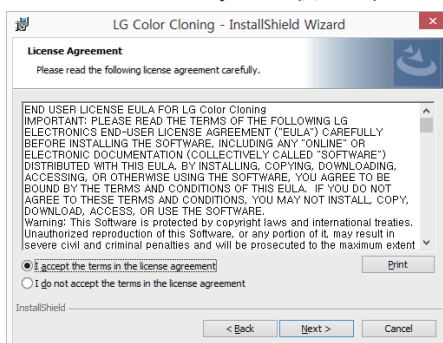 LG Color Cloning - InstallShield Wizard
License Agreement
Please read the following license agreement carefully.
END USER LICENSE EULA FOR LG Color Cloning
IMPORTANT: PLEASE READ THE TERMS OF THE FOLLOWING LG
ELECTRONICS END-USER LICENSE AGREEMENT ("EULA") CAREFULLY
BEFORE INSTALLING THE SOFTWARE, INCLUDING ANY "ONLINE" OR
ELECTRONIC DOCUMENTATION (COLLECTIVELY CALLED "SOFTWARE")
DISTRIBUTED WITH THIS EULA. BY INSTALLING, COPYING, DOWNLOADING,
ACCESSING, OR OTHERWISE USING THE SOFTWARE, YOU AGREE TO BE
BOUND BY THE TERMS AND CONDITIONS OF THIS EULA. IF YOU DO NOT
AGREE TO THESE TERMS AND CONDITIONS, YOU MAY NOT INSTALL, COPY,
DOWNLOAD, ACCESS, OR USE THE SOFTWARE.
Warning: This Software is protected by copyright laws and international treaties.
Unauthorized reproduction of this Software, or any portion of it, may result in
severe civil and criminal penalties and will be prosecuted to the maximum extent
I accept the terms in the license agreement
Print
I do not accept the terms in the license agreement
InstallShield
< Back Next > Cancel